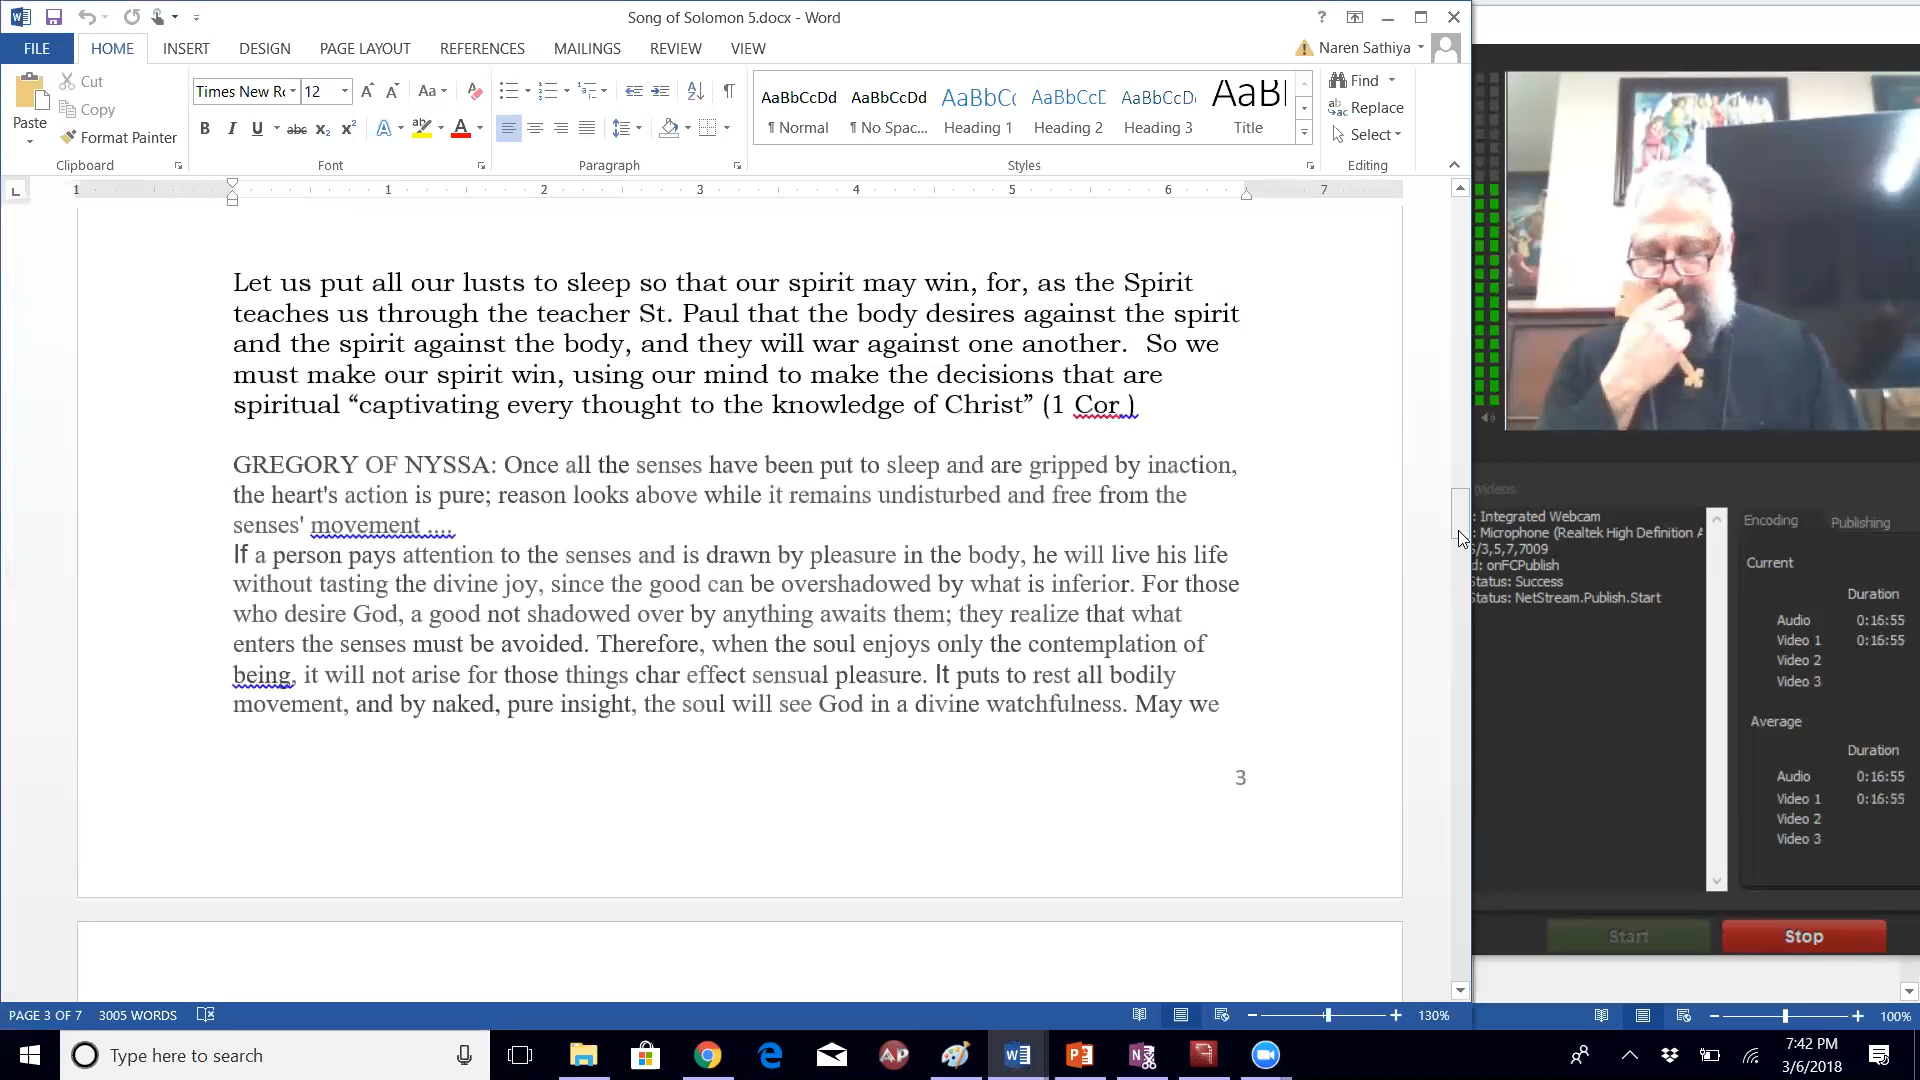 Song of Solomon 5.docx - Word
?
FILE HOME INSERT DESIGN PAGE LAYOUT REFERENCES MAILINGS REVIEW VIEW
Naren Sathiya
Paste
Cut
Copy
Format Painter
Clipboard
12
Font
Paragraph
AaBbCcDd
¶ Normal
AaBbCcDd
¶ No Spac...
Heading 1
Heading 2
Heading 3
Title
Styles
Find
Replace
Select
Editing
1 1 2 3 4 5 6 7
Let us put all our lusts to sleep so that our spirit may win, for, as the Spirit
teaches us through the teacher St. Paul that the body desires against the spirit
and the spirit against the body, and they will war against one another. So we
must make our spirit win, using our mind to make the decisions that are
spiritual “captivating every thought to the knowledge of Christ” (1 Cor )
GREGORY OF NYSSA: Once all the senses have been put to sleep and are gripped by inaction,
the heart's action is pure; reason looks above while it remains undisturbed and free from the
senses' movement ....
If a person pays attention to the senses and is drawn by pleasure in the body, he will live his life
without tasting the divine joy, since the good can be overshadowed by what is inferior. For those
who desire God, a good not shadowed over by anything awaits them; they realize that what
enters the senses must be avoided. Therefore, when the soul enjoys only the contemplation of
being, it will not arise for those things char effect sensual pleasure. It puts to rest all bodily
movement, and by naked, pure insight, the soul will see God in a divine watchfulness. May we
3
PAGE 3 OF 7 3005 WORDS
130%
: Integrated Webcam
: Microphone (Realtek High Definition A
/3,5,7,7009
d: onFCPublish
Status: Success
Status: NetStream.Publish.Start
Encoding Publishing
Current
Duration
Audio 0:16:55
Video 1 0:16:55
Video 2
Video 3
Average
Duration
Audio 0:16:55
Video 1 0:16:55
Video 2
Video 3
Start Stop
100%
Type here to search
7:42 PM
3/6/2018